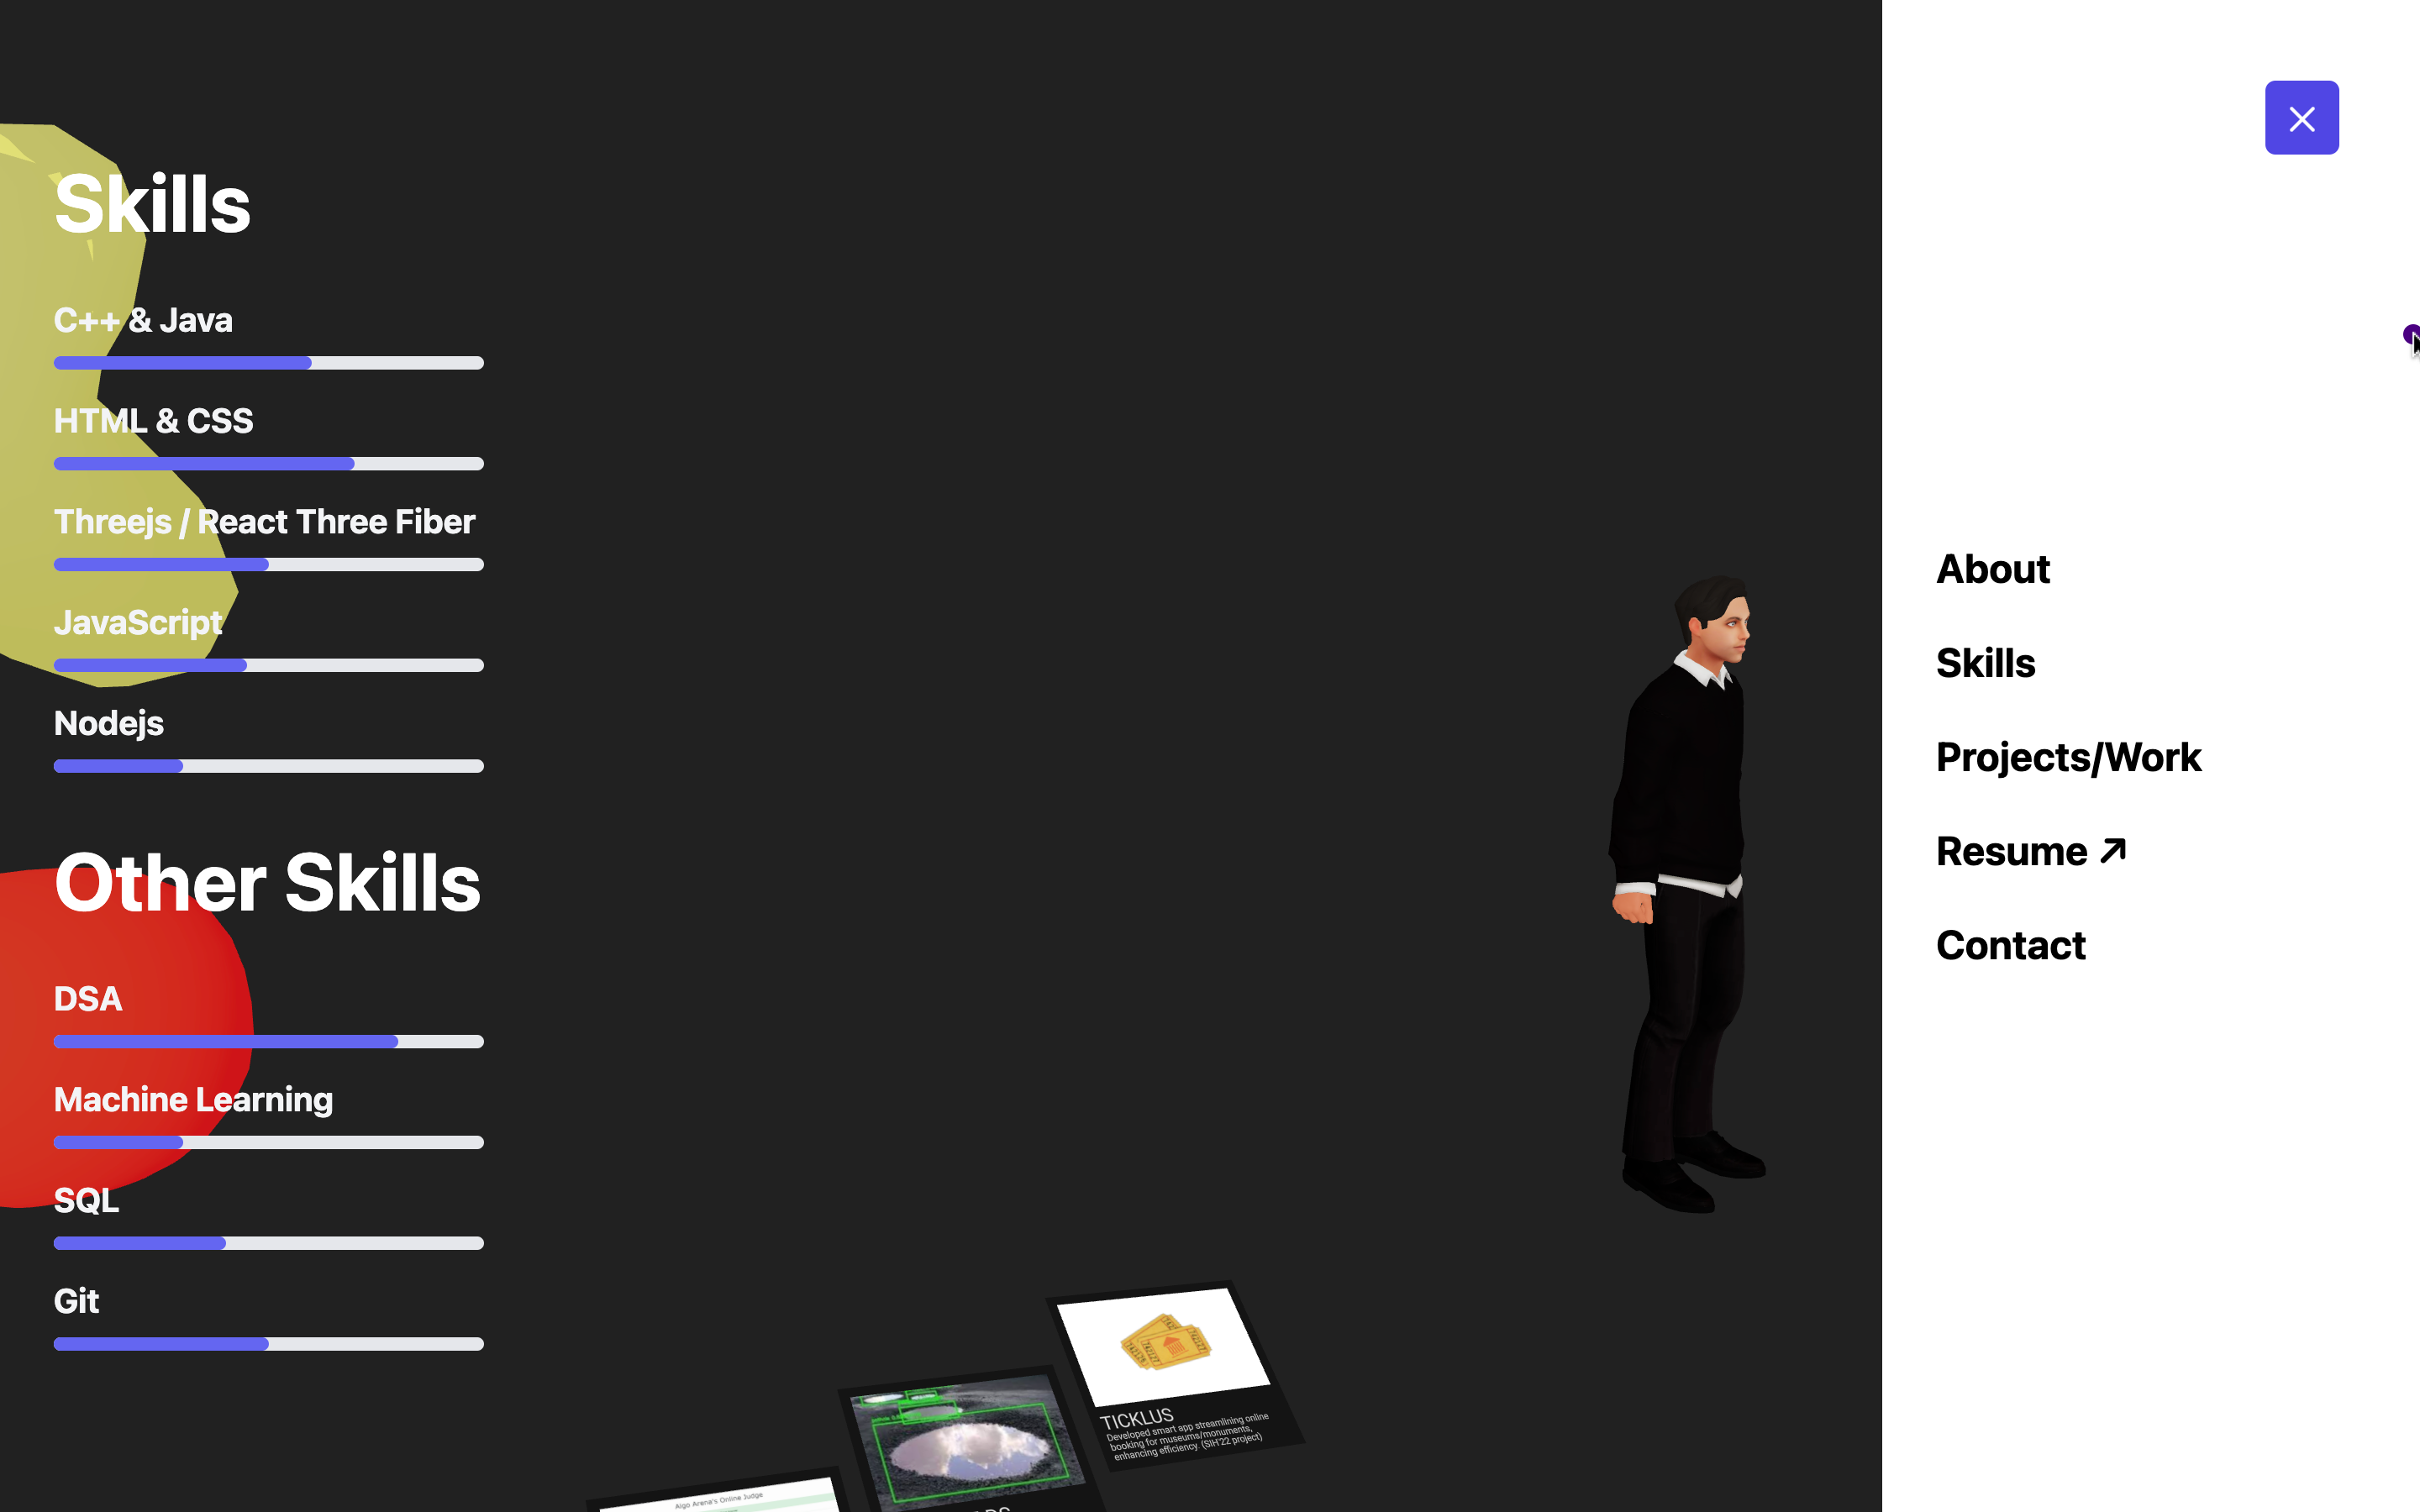 Skills
C++ & Java
HTML & CSS
Threejs / React Three Fiber
JavaScript
Nodejs
Other Skills
DSA
Machine Learning
SQL
Git
About
Skills
Projects/Work
Resume
Contact
TICKLUS
Developed smart app streamlining online
booking for museums/monuments,
enhancing efficiency. (SIH'22 project)
Algo Arena's Online Judge